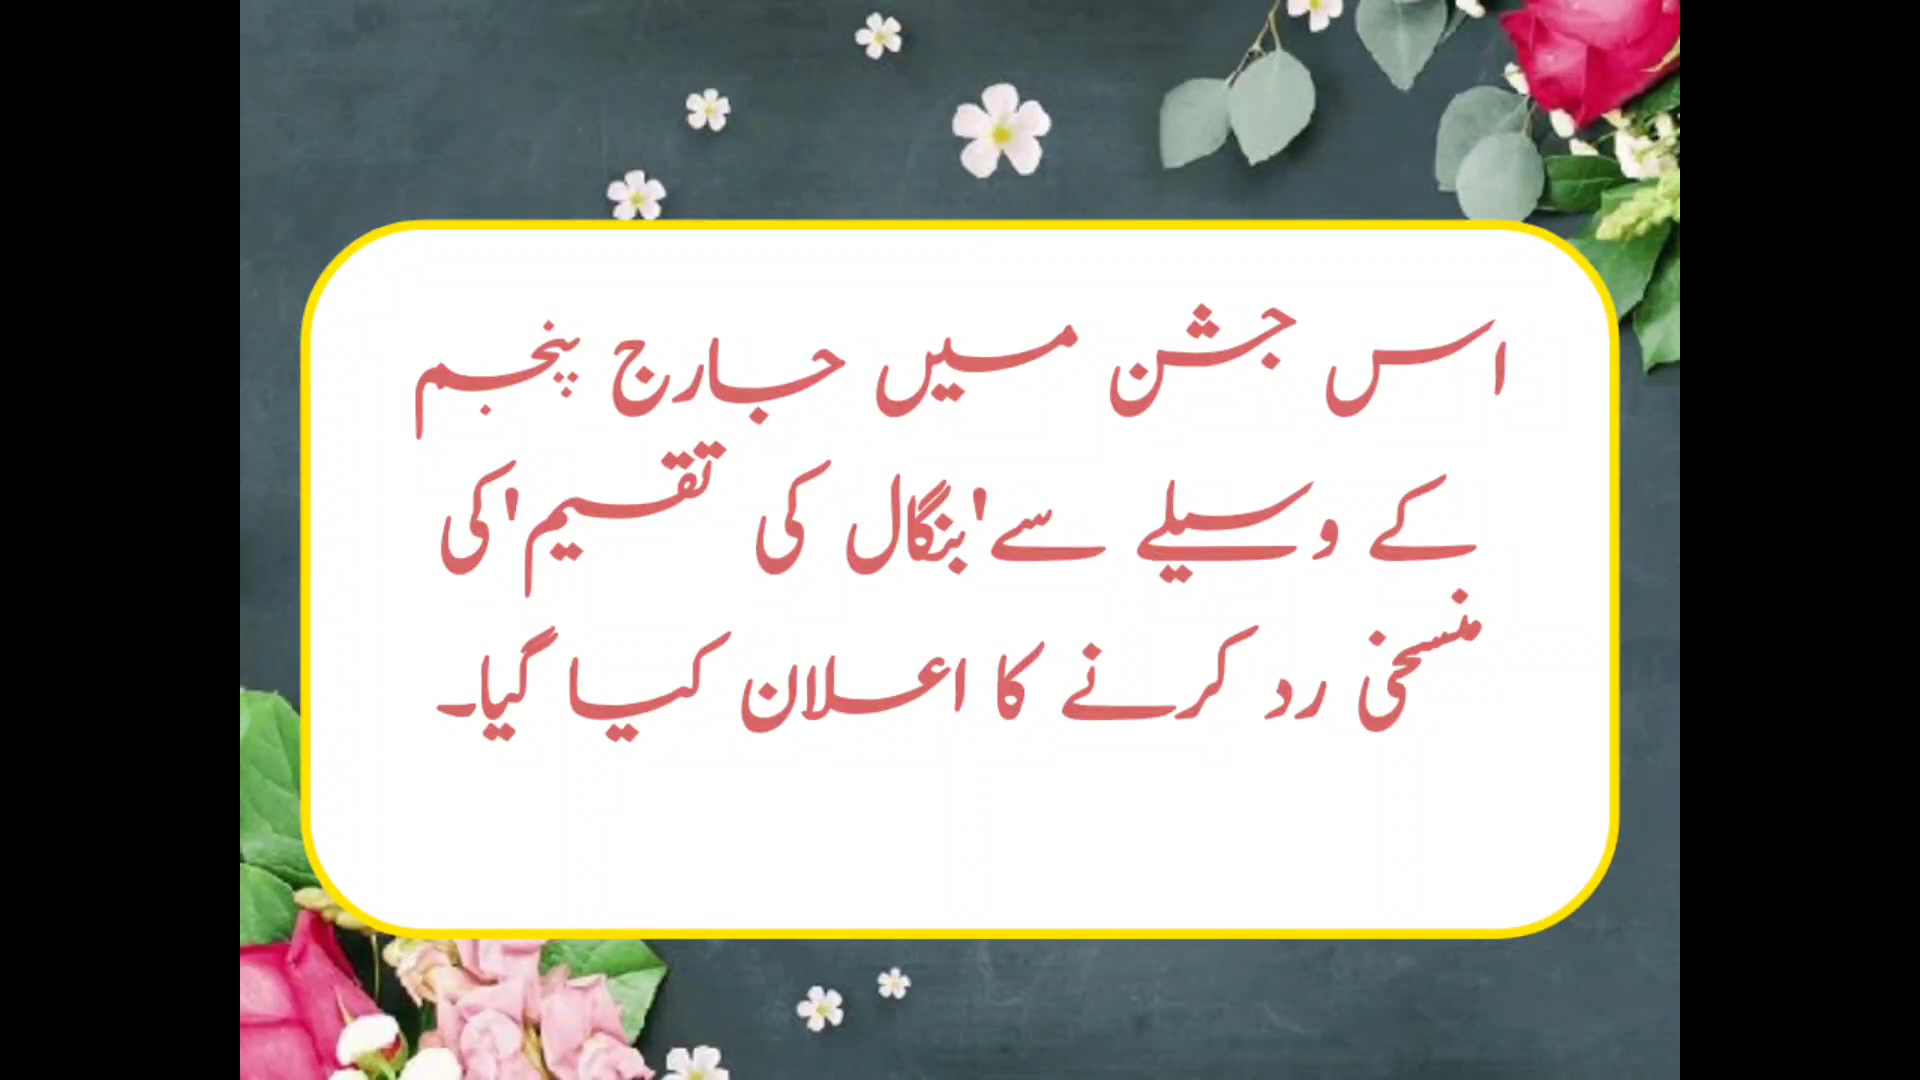 اس جشن میں جارج پنجم
کے وسیلے سے'بنگال کی تقسیم'کی
منسخی رد کرنے کا اعلان کیا گیا۔